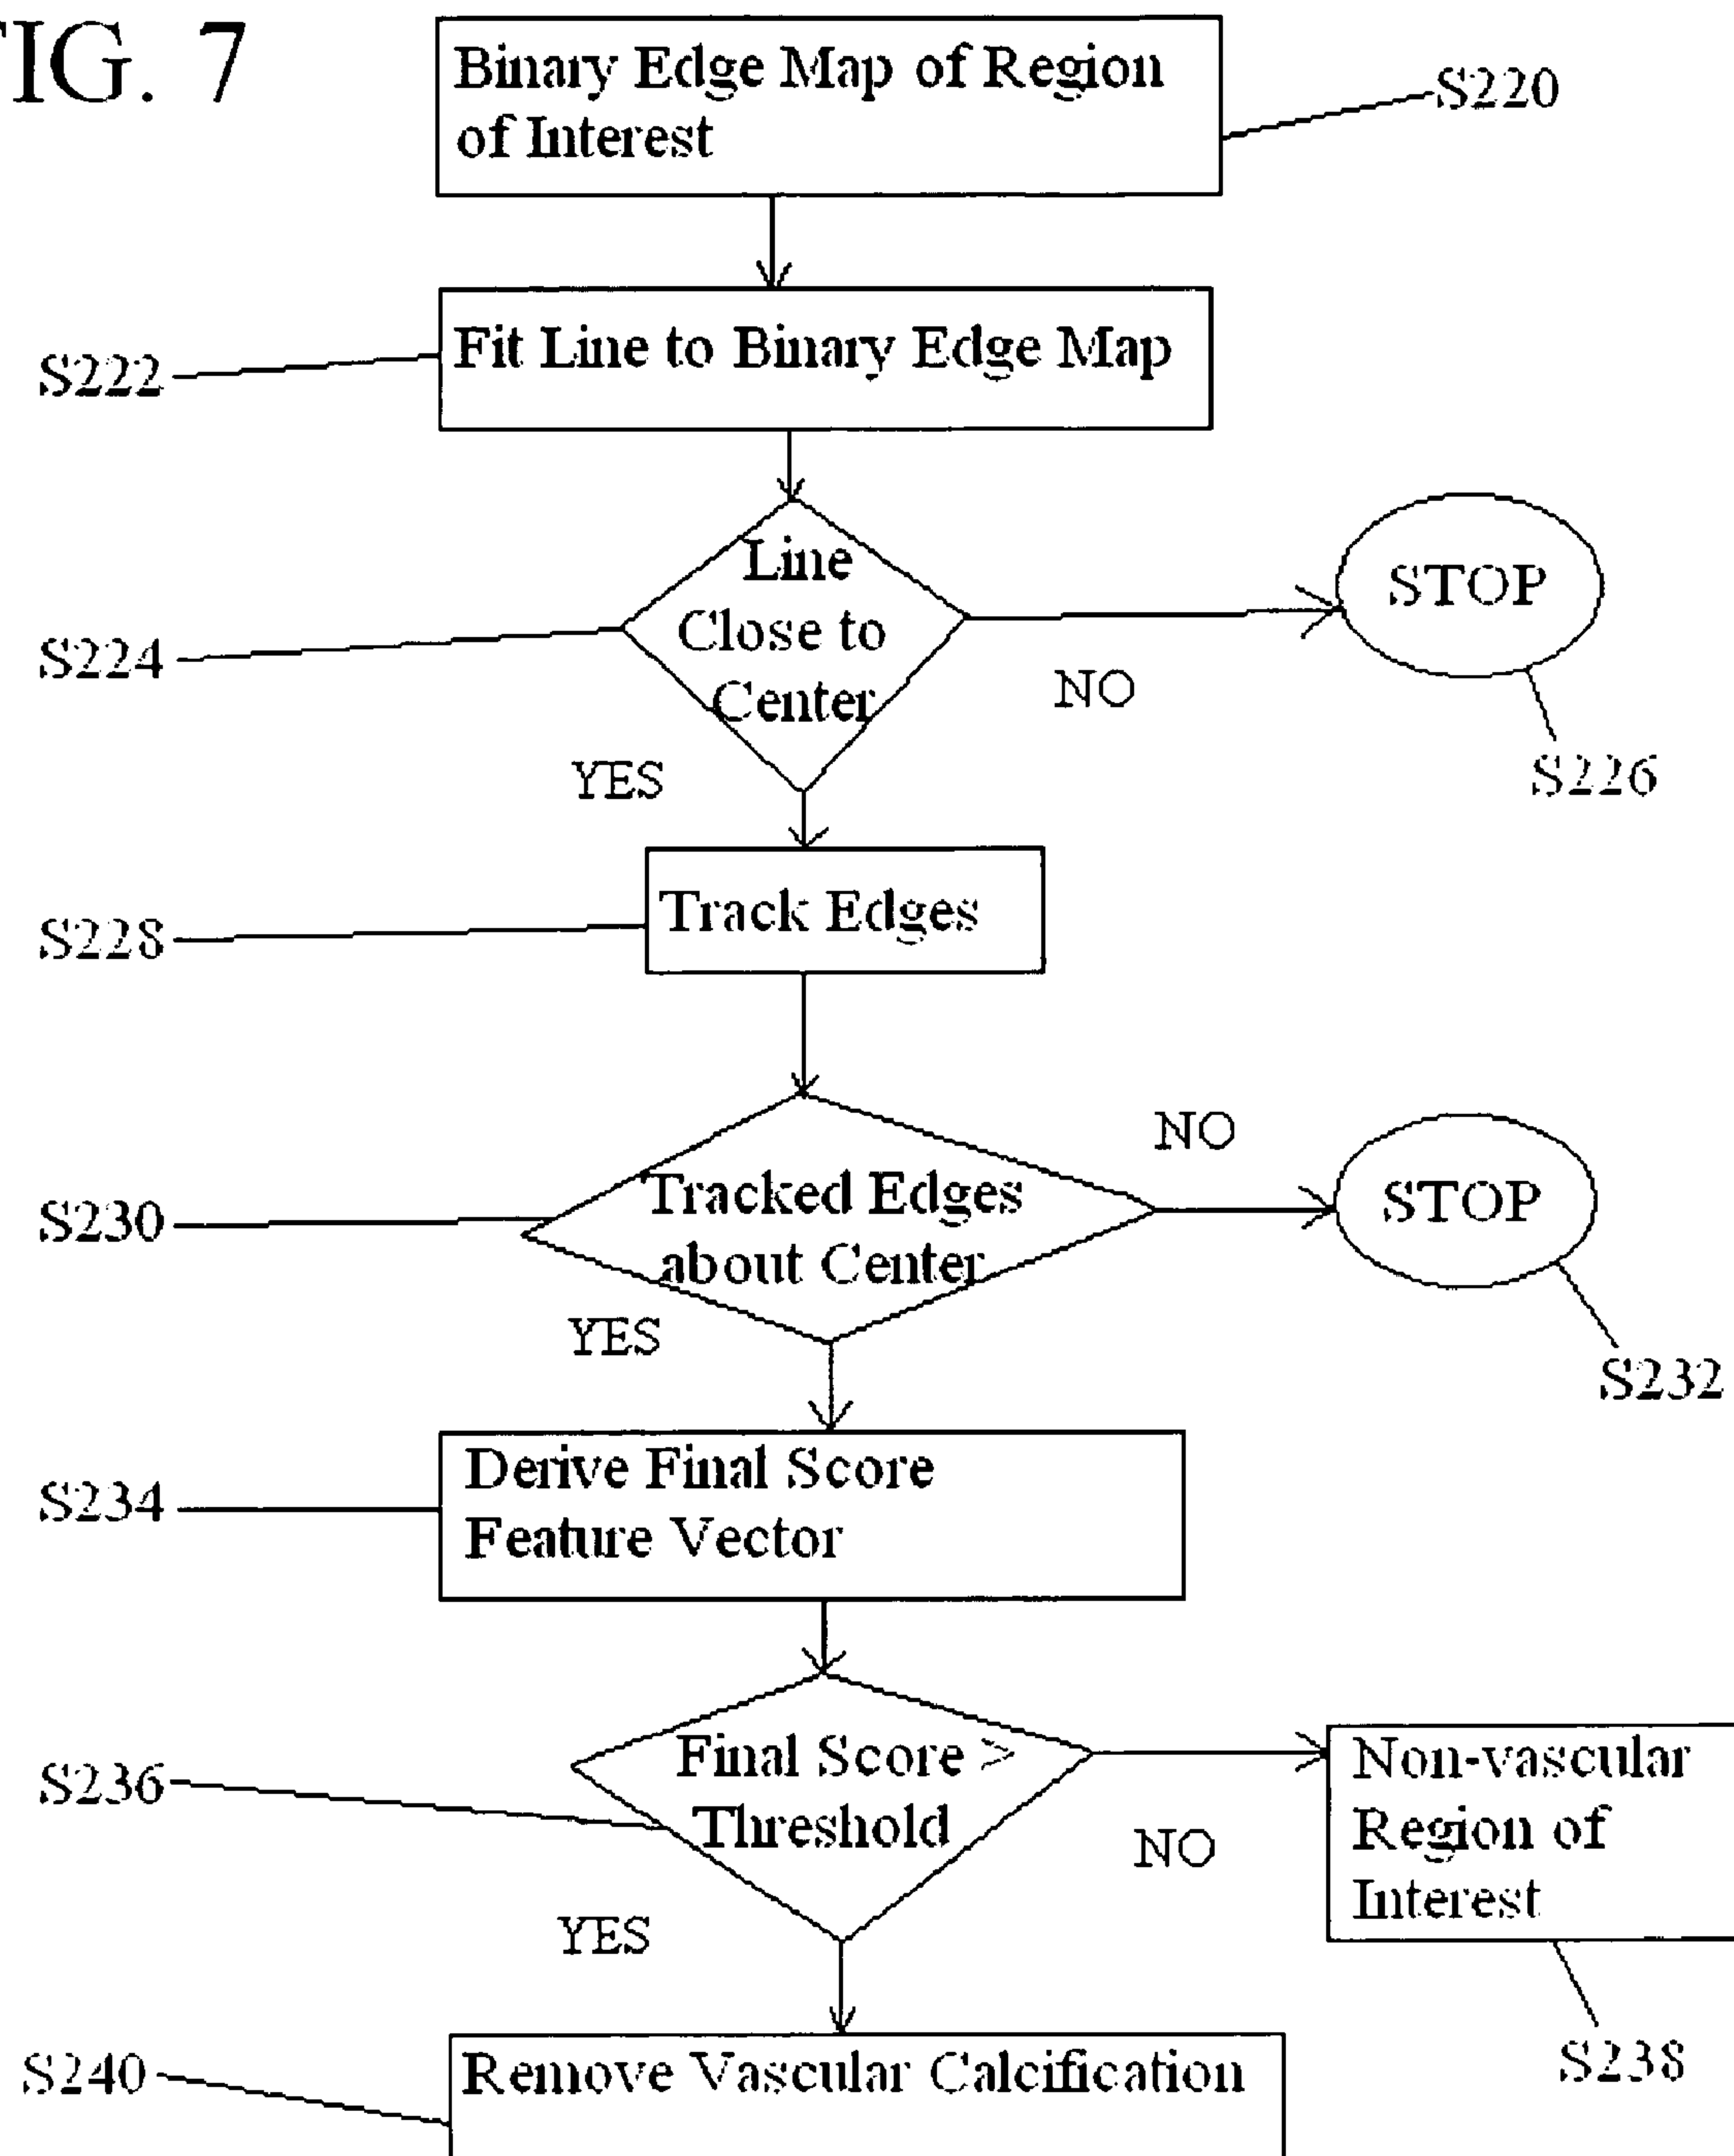 FIG. 7
Binary Edge Map of Region
of Interest
S220
Fit Line to Binary Edge Map
S222
Line
Close to
Center
S224
NO
STOP
S226
YES
Track Edges
S228
Tracked Edges
about Center
S230
NO
STOP
S232
YES
Derive Final Score
Feature Vector
S234
Final Score >
Threshold
S236
NO
Non-vascular
Region of
Interest
S238
YES
Remove Vascular Calcification
S240